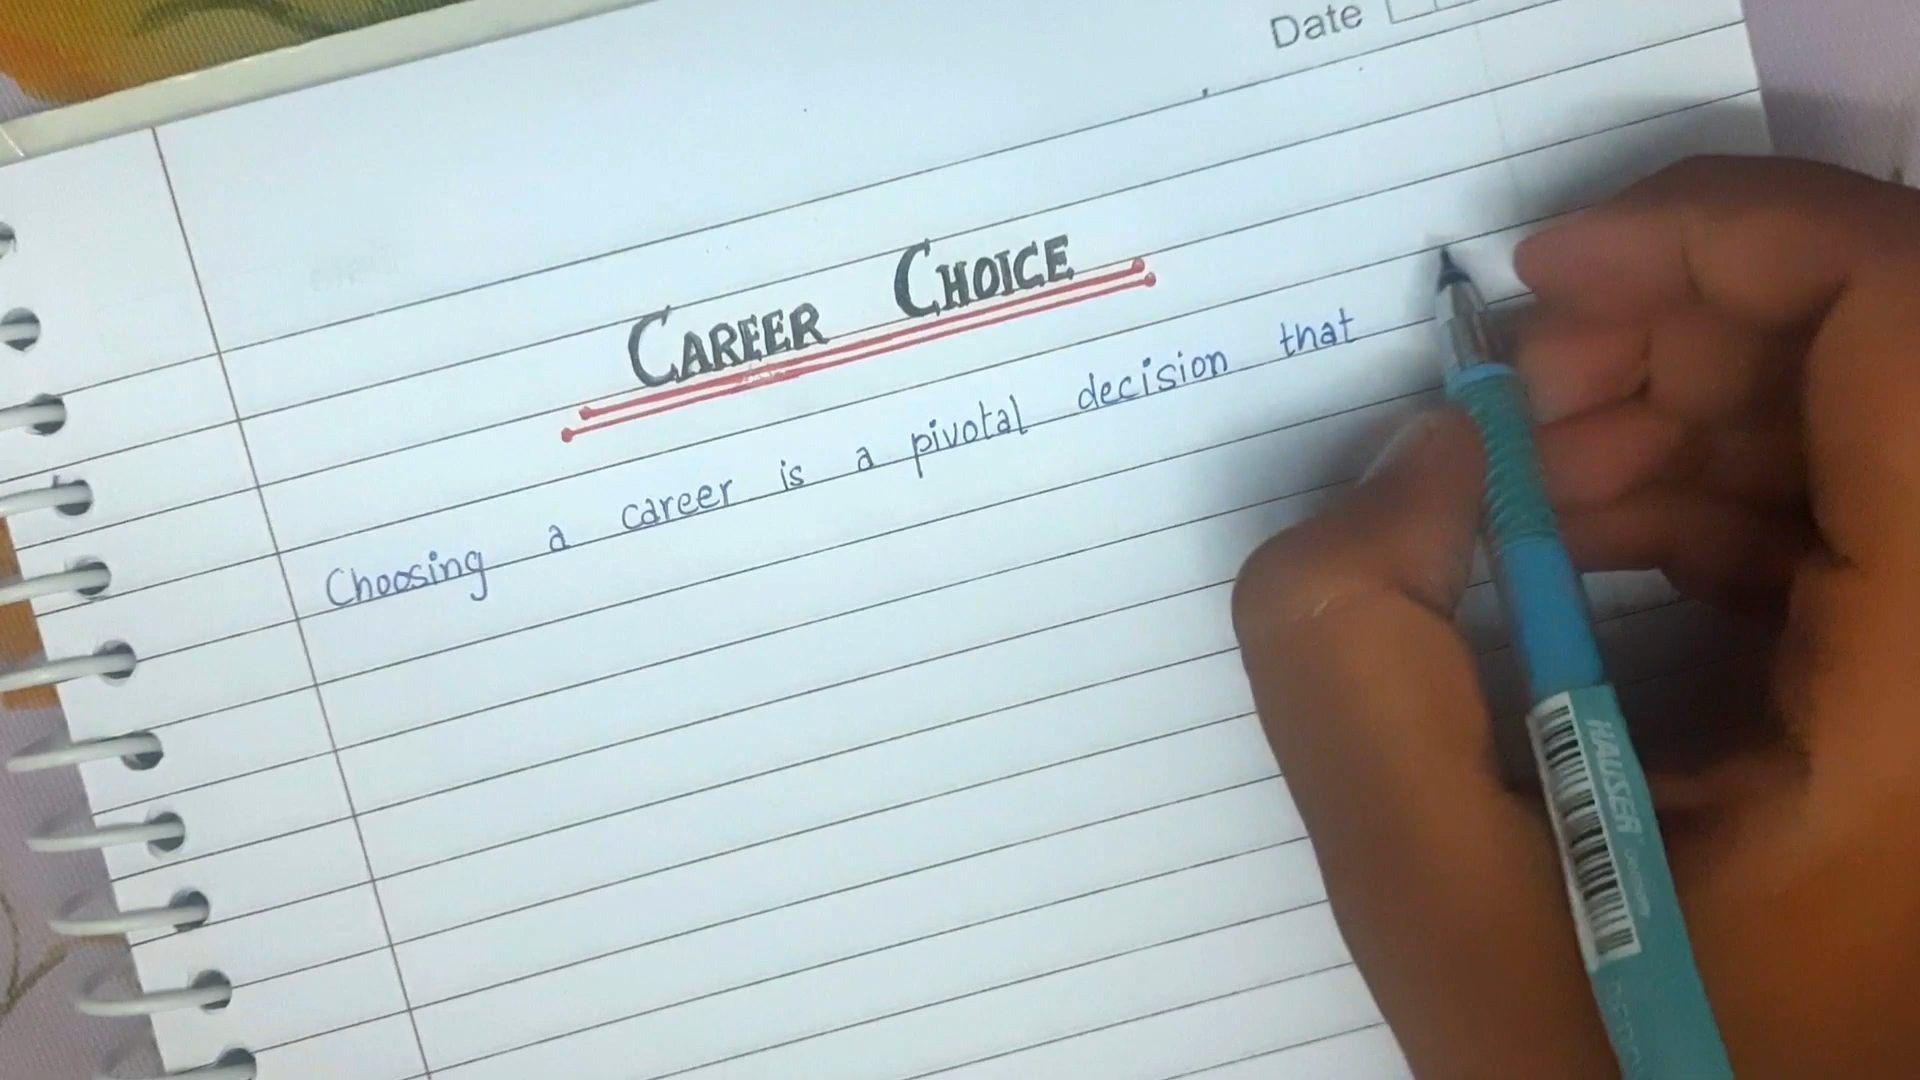 Date
CAREER CHOICE
Choosing a career is a pivotal decision that
HAUSER